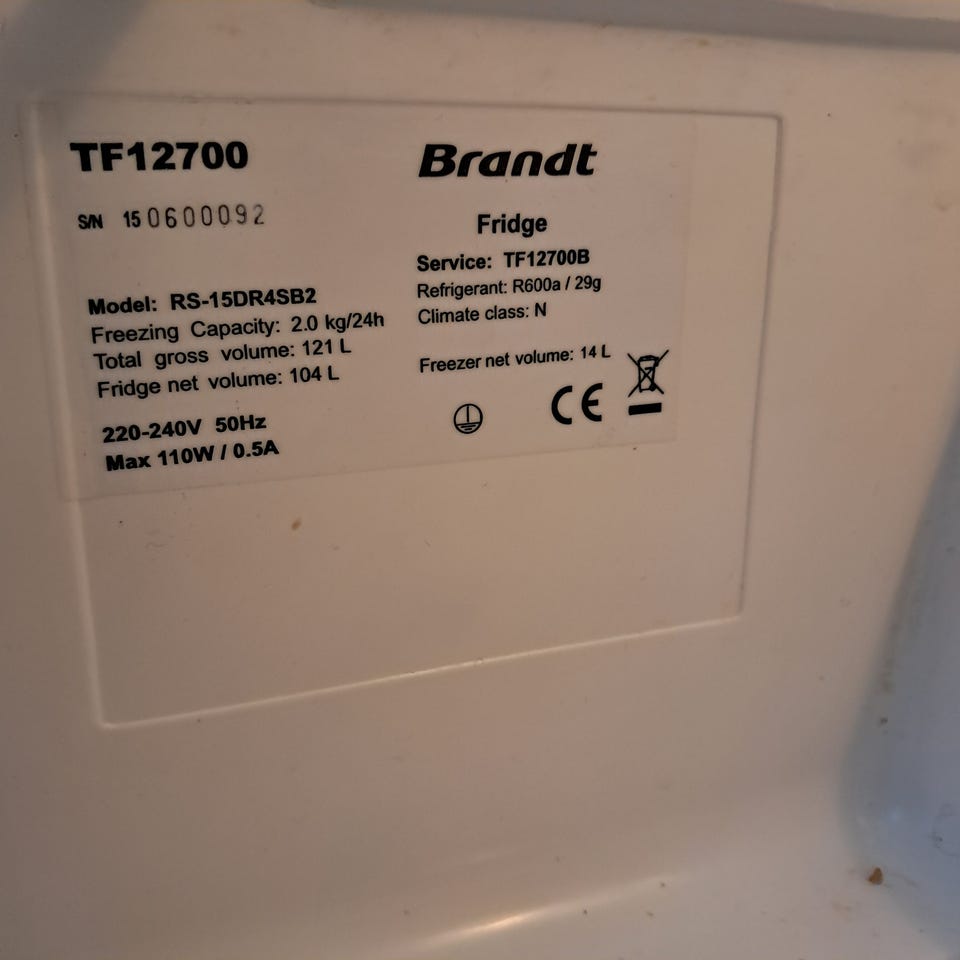 TF12700
S/N 150600092
Model: RS-15DR4SB2
Freezing Capacity: 2.0 kg/24h
Total gross volume: 121 L
Fridge net volume: 104 L
220-240V 50Hz
Max 110W / 0.5A
Brandt
Fridge
Service: TF12700B
Refrigerant: R600a / 29g
Climate class: N
Freezer net volume: 14 L
CE